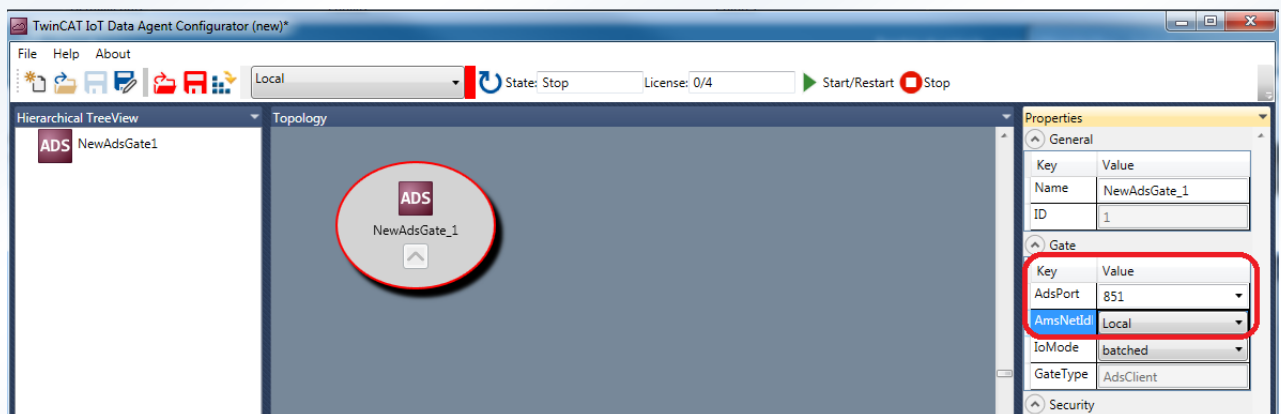 TwinCAT IoT Data Agent Configurator (new)*
File Help About
Local State: Stop License: 0/4 Start/Restart Stop
Hierarchical TreeView
ADS NewAdsGate1
Topology
ADS
NewAdsGate_1
Properties
General
Key Value
Name NewAdsGate_1
ID 1
Gate
Key Value
AdsPort 851
AmsNetId Local
IoMode batched
GateType AdsClient
Security